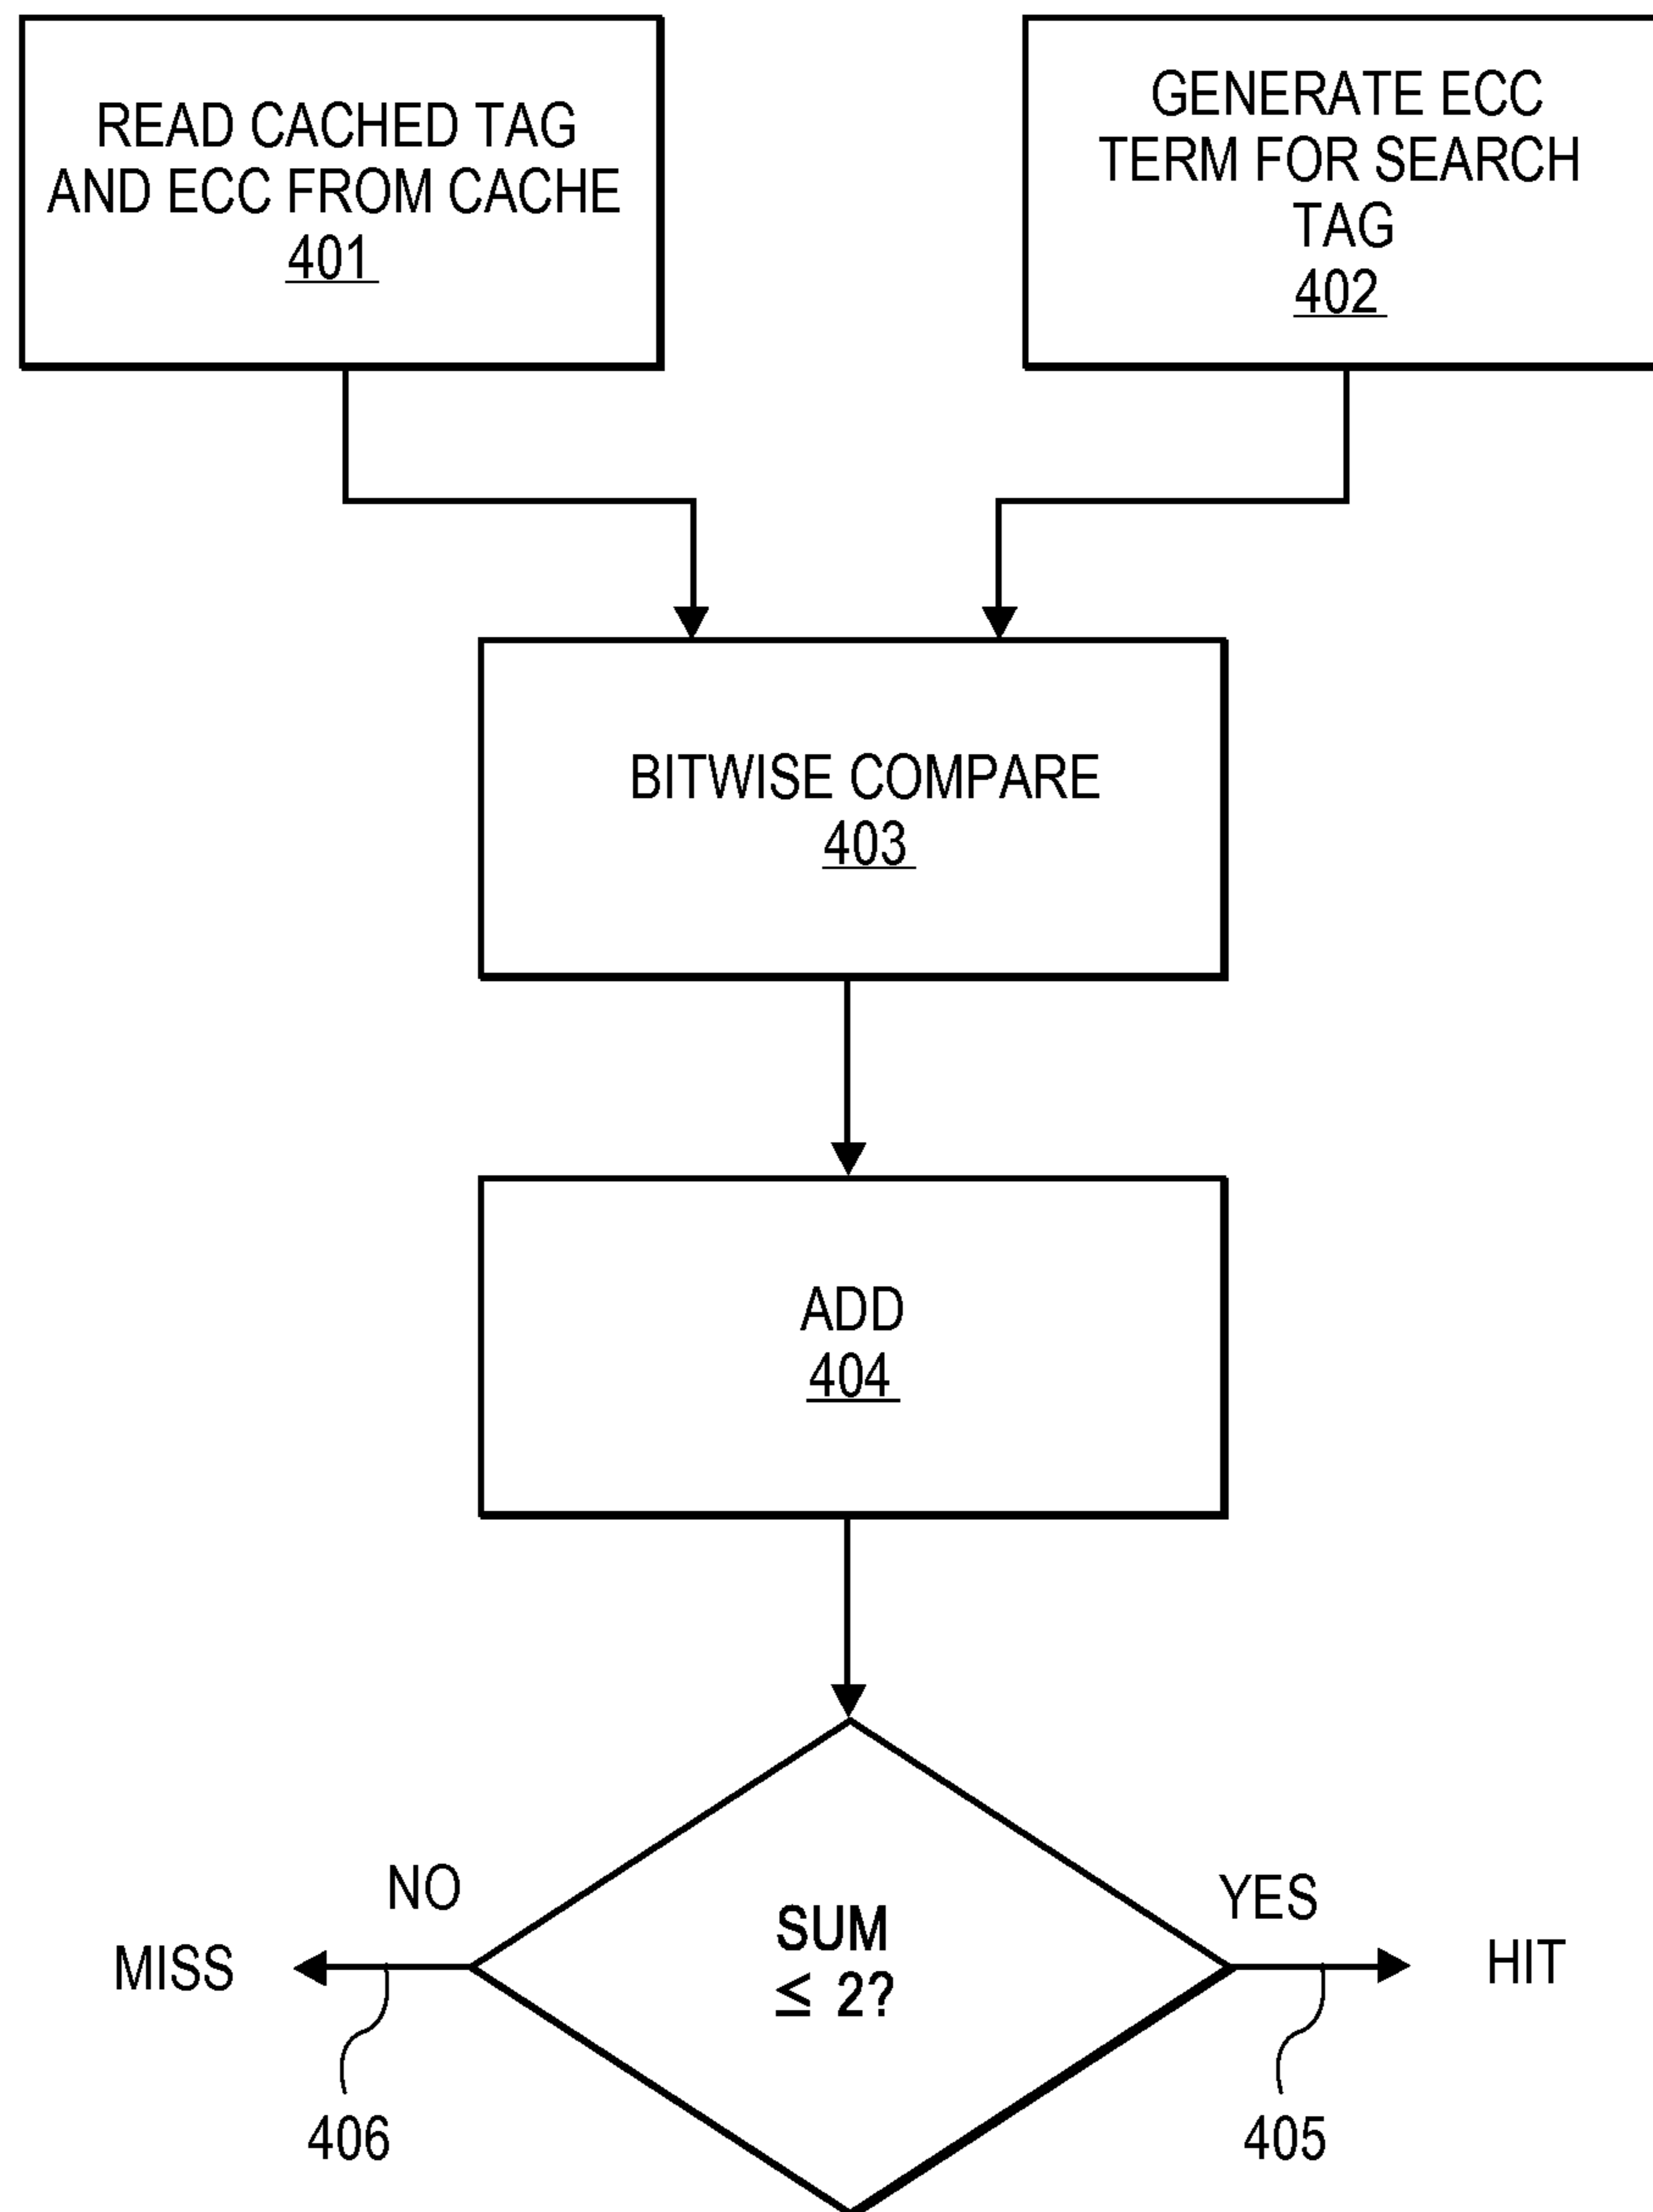 READ CACHED TAG
AND ECC FROM CACHE
401
GENERATE ECC
TERM FOR SEARCH
TAG
402
BITWISE COMPARE
403
ADD
404
NO
YES
SUM
≤ 2?
MISS
HIT
406
405